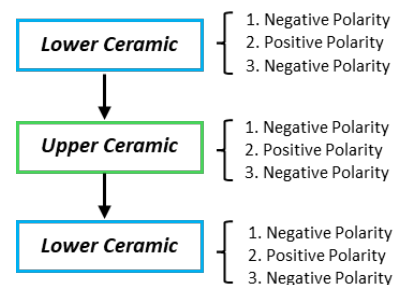 Lower Ceramic
1. Negative Polarity
2. Positive Polarity
3. Negative Polarity
Upper Ceramic
1. Negative Polarity
2. Positive Polarity
3. Negative Polarity
Lower Ceramic
1. Negative Polarity
2. Positive Polarity
3. Negative Polarity